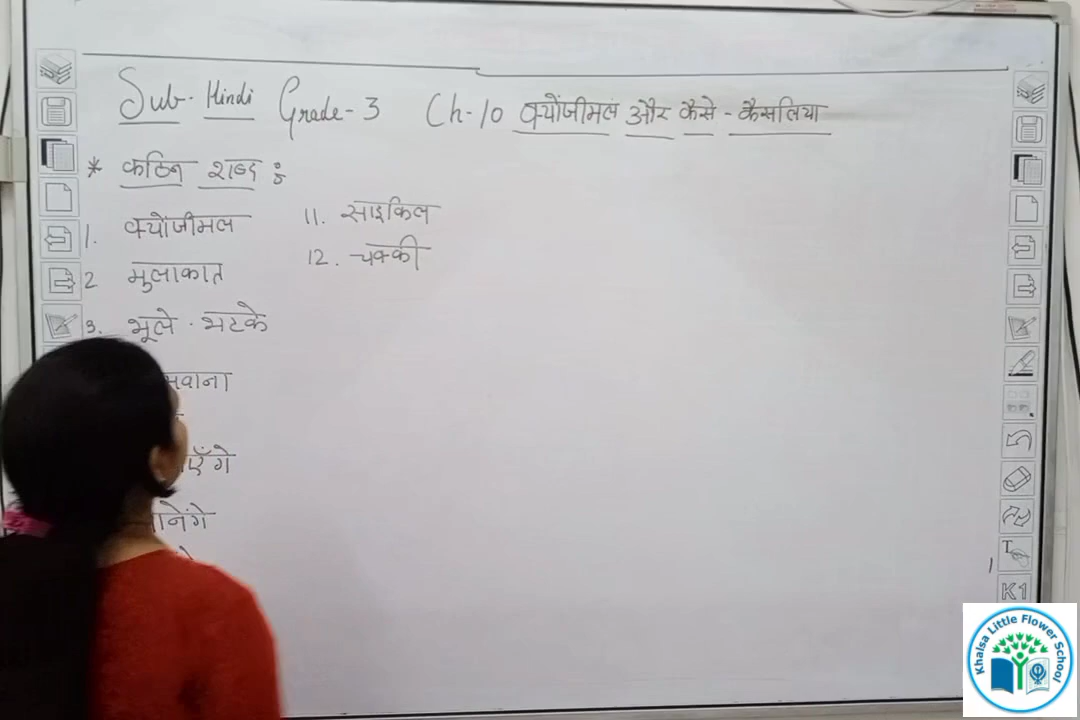 Sub- Hindi Grade-3 Ch-10 क्योंजीमल और कैसे - कैसलिया
* कठिन शब्द :
1. क्योंजीमल
2 मुलाकात
3. भूले - भटके
11. साइकिल
12. चक्की
T
K1
Khalsa Little Flower School